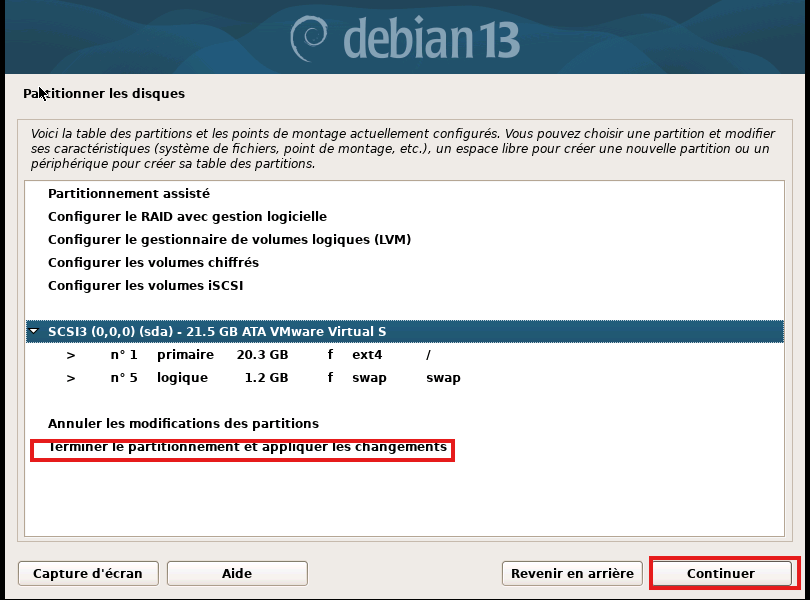 debian 13
Partitionner les disques
Voici la table des partitions et les points de montage actuellement configurés. Vous pouvez choisir une partition et modifier
ses caractéristiques (système de fichiers, point de montage, etc.), un espace libre pour créer une nouvelle partition ou un
périphérique pour créer sa table des partitions.
Partitionnement assisté
Configurer le RAID avec gestion logicielle
Configurer le gestionnaire de volumes logiques (LVM)
Configurer les volumes chiffrés
Configurer les volumes iSCSI
SCSI3 (0,0,0) (sda) - 21.5 GB ATA VMware Virtual S
> n° 1 primaire 20.3 GB f ext4 /
> n° 5 logique 1.2 GB f swap swap
Annuler les modifications des partitions
Terminer le partitionnement et appliquer les changements
Capture d'écran Aide Revenir en arrière Continuer